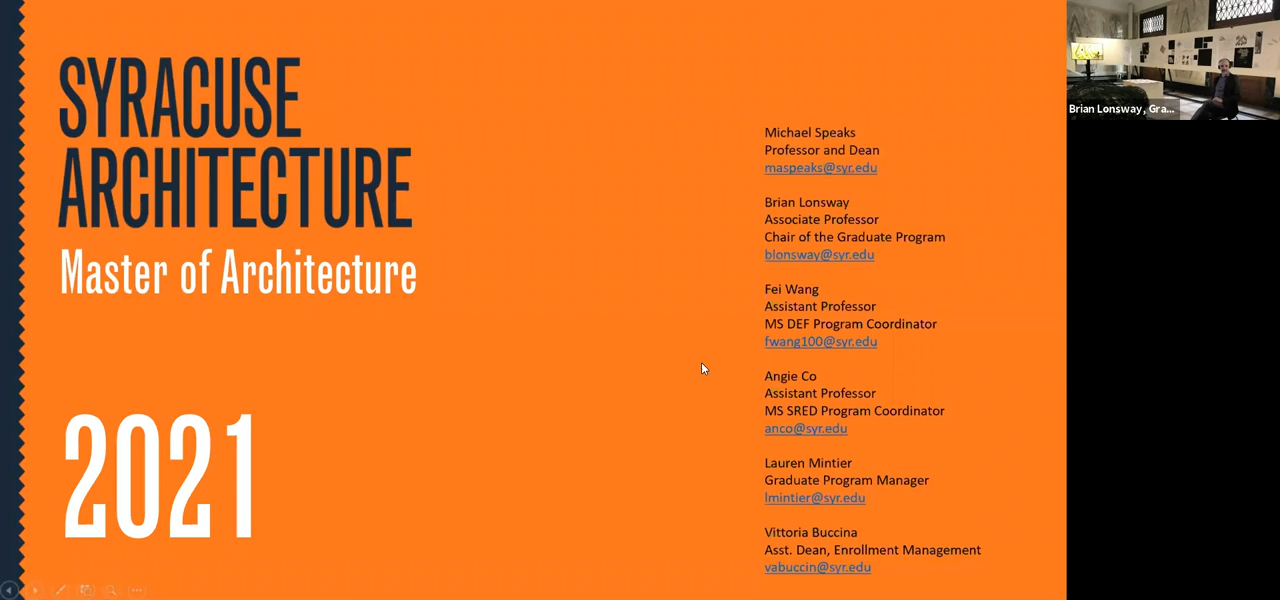 SYRACUSE
ARCHITECTURE
Master of Architecture
2021
Michael Speaks
Professor and Dean
maspeaks@syr.edu
Brian Lonsway
Associate Professor
Chair of the Graduate Program
blonsway@syr.edu
Fei Wang
Assistant Professor
MS DEF Program Coordinator
fwang100@syr.edu
Angie Co
Assistant Professor
MS SRED Program Coordinator
anco@syr.edu
Lauren Mintier
Graduate Program Manager
lmintier@syr.edu
Vittoria Buccina
Asst. Dean, Enrollment Management
vabuccin@syr.edu
Brian Lonsway, Gra...